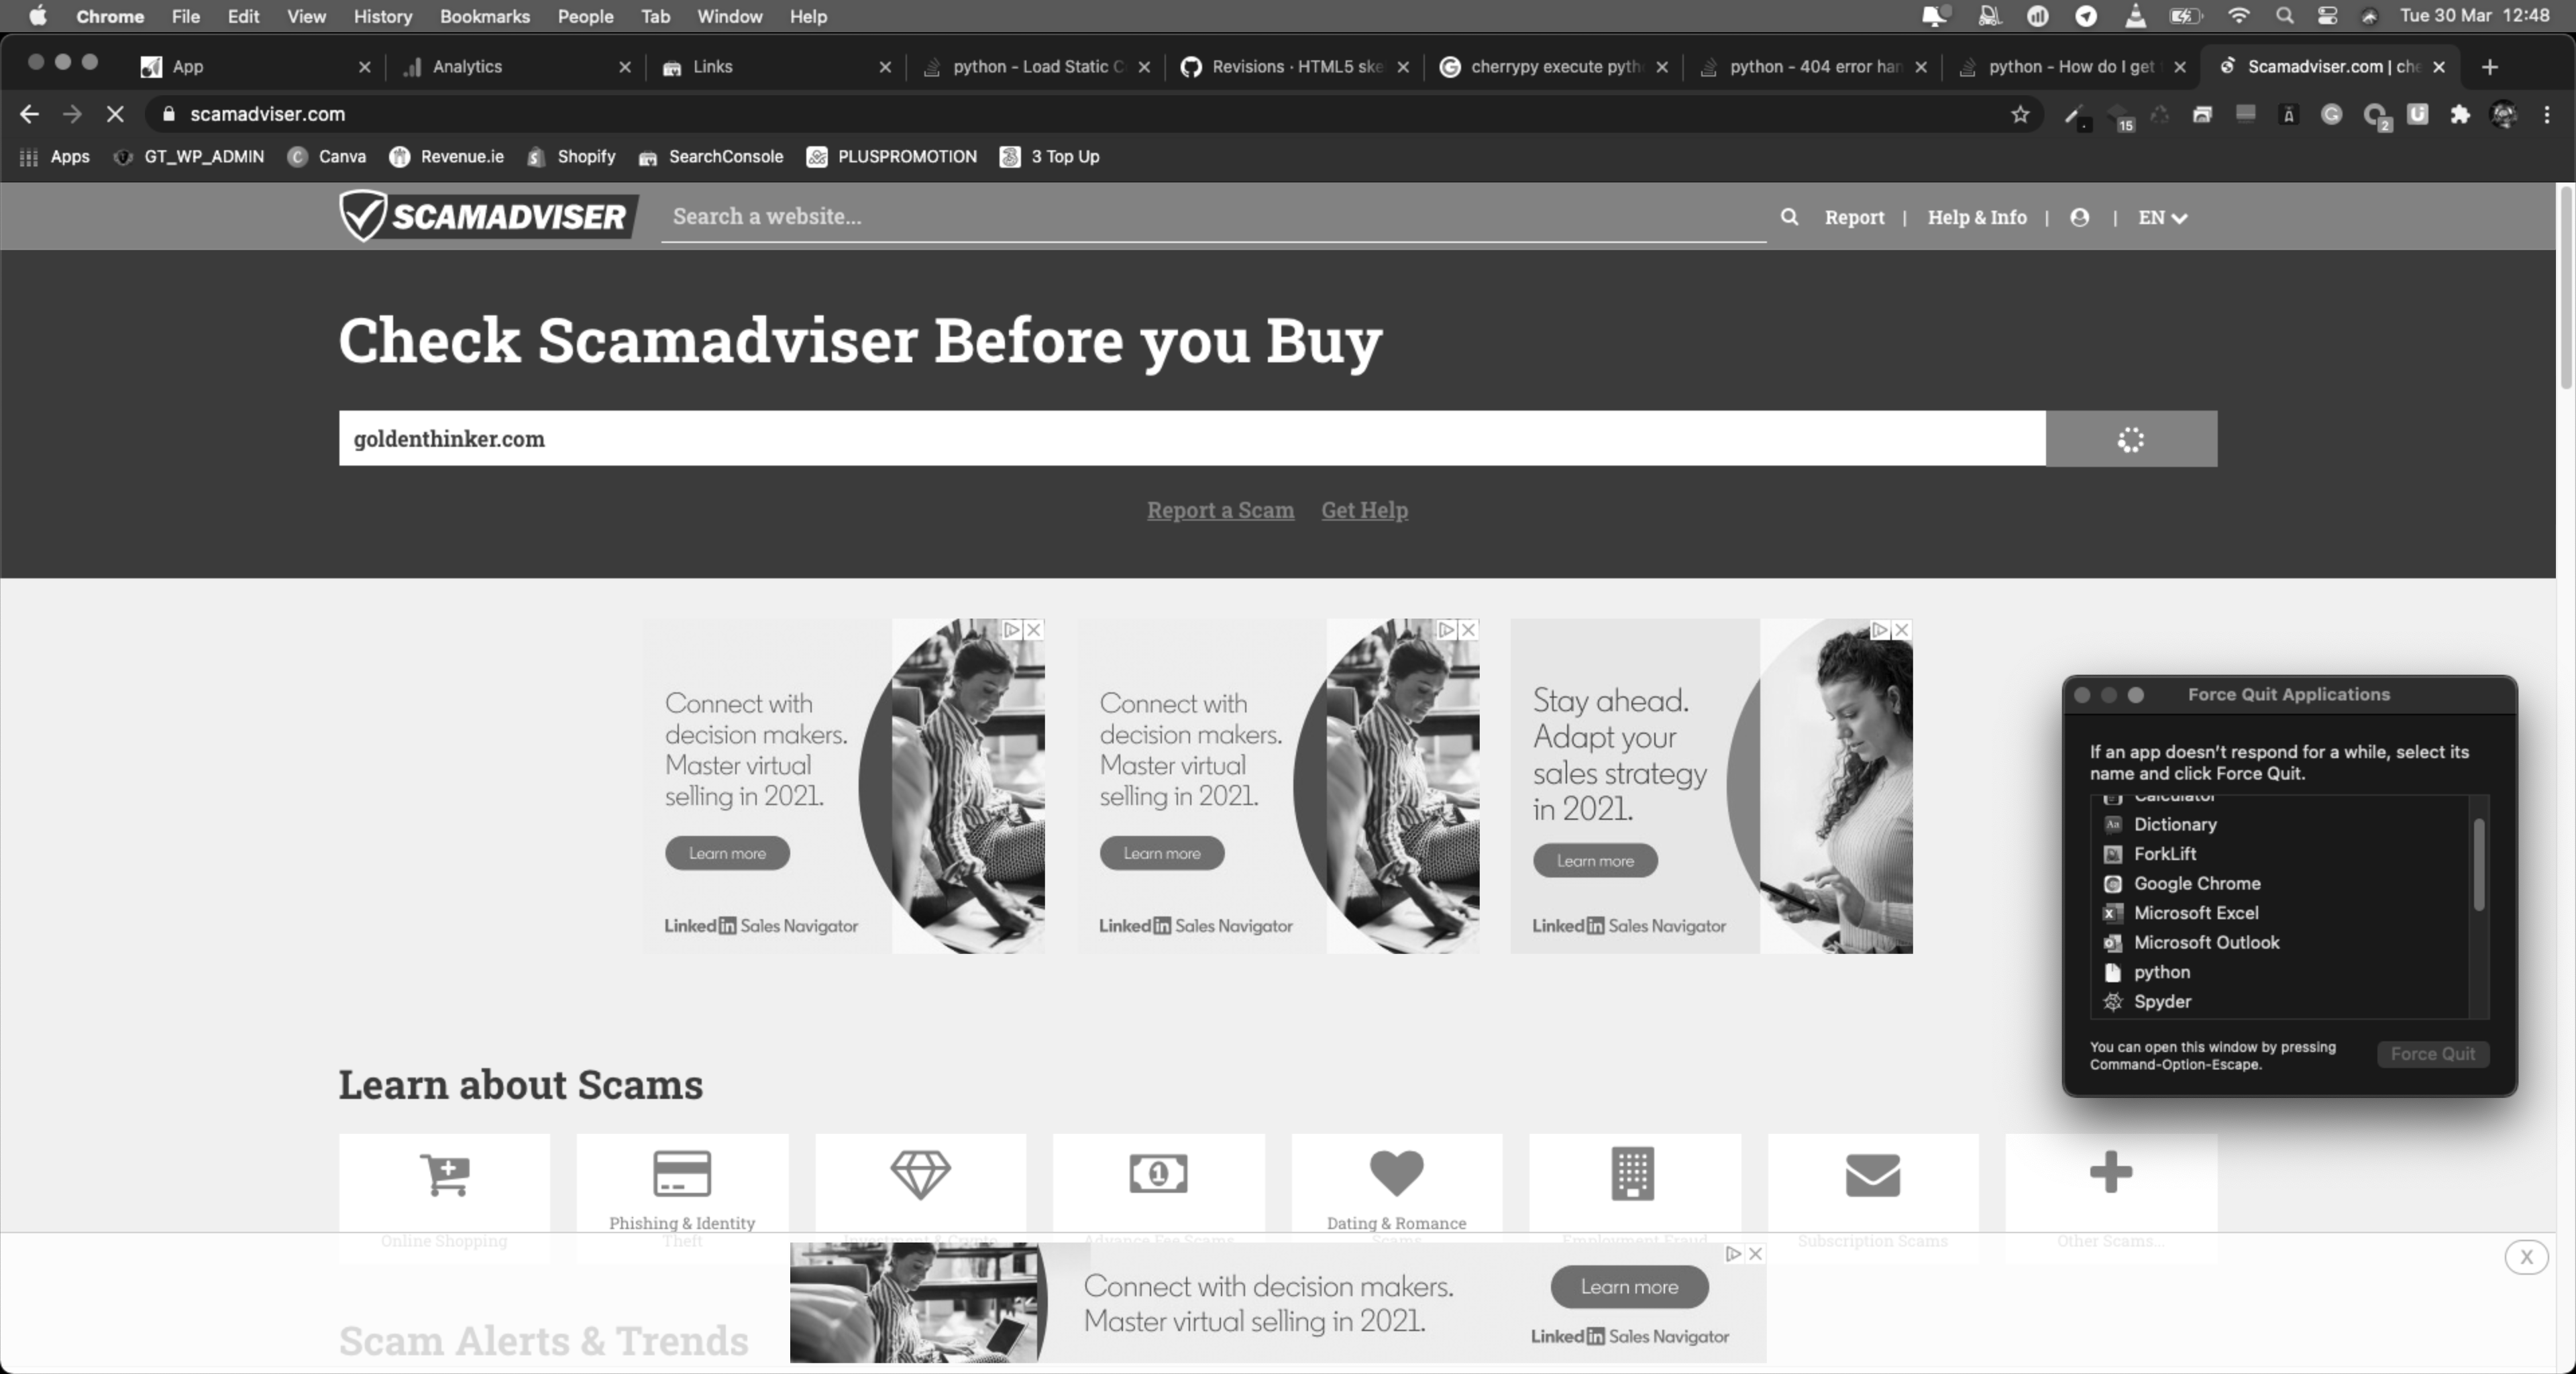 Chrome File Edit View History Bookmarks People Tab Window Help
Tue 30 Mar 12:48
App
Analytics
Links
python - Load Static C
Revisions · HTML5 ske
cherrypy execute pyth
python - 404 error han
python - How do I get
Scamadviser.com | che
scamadviser.com
15
2
Apps GT_WP_ADMIN Canva Revenue.ie Shopify SearchConsole PLUSPROMOTION 3 Top Up
SCAMADVISER
Search a website...
Report | Help & Info | | EN
Check Scamadviser Before you Buy
goldenthinker.com
Report a Scam Get Help
Connect with
decision makers.
Master virtual
selling in 2021.
Learn more
Linked in Sales Navigator
Connect with
decision makers.
Master virtual
selling in 2021.
Learn more
Linked in Sales Navigator
Stay ahead.
Adapt your
sales strategy
in 2021.
Learn more
Linked in Sales Navigator
Force Quit Applications
If an app doesn't respond for a while, select its
name and click Force Quit.
Calculator
Dictionary
ForkLift
Google Chrome
Microsoft Excel
Microsoft Outlook
python
Spyder
You can open this window by pressing
Command-Option-Escape.
Force Quit
Learn about Scams
Online Shopping
Phishing & Identity
Theft
Investment & Crypto
Advance Fee Scams
Dating & Romance
Scams
Employment Fraud
Subscription Scams
Other Scams...
Scam Alerts & Trends
Connect with decision makers.
Master virtual selling in 2021.
Learn more
Linked in Sales Navigator
X